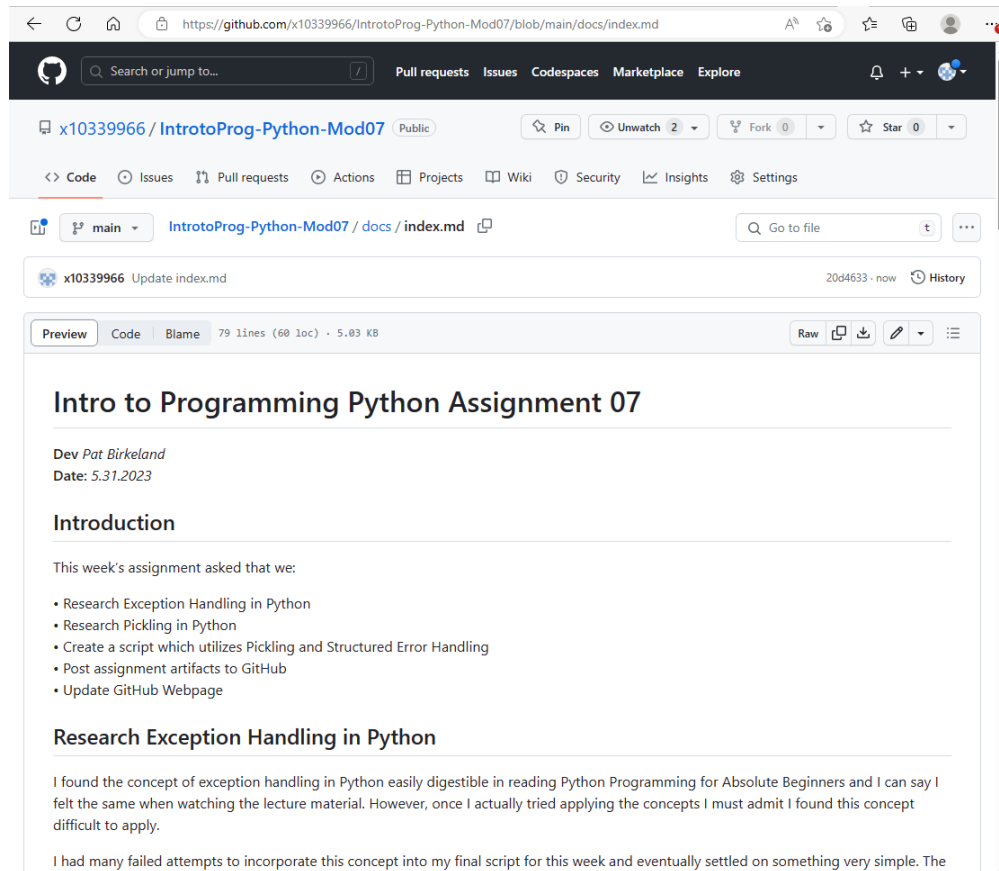 https://github.com/x10339966/IntrotoProg-Python-Mod07/blob/main/docs/index.md
Search or jump to... / Pull requests Issues Codespaces Marketplace Explore
x10339966 / IntrotoProg-Python-Mod07 Public Pin Unwatch 2 Fork 0 Star 0
Code Issues Pull requests Actions Projects Wiki Security Insights Settings
main IntrotoProg-Python-Mod07 / docs / index.md Go to file t
x10339966 Update index.md 20d4633 · now History
Preview Code Blame 79 lines (60 loc) · 5.03 KB Raw
Intro to Programming Python Assignment 07
Dev Pat Birkeland
Date: 5.31.2023
Introduction
This week's assignment asked that we:
• Research Exception Handling in Python
• Research Pickling in Python
• Create a script which utilizes Pickling and Structured Error Handling
• Post assignment artifacts to GitHub
• Update GitHub Webpage
Research Exception Handling in Python
I found the concept of exception handling in Python easily digestible in reading Python Programming for Absolute Beginners and I can say I
felt the same when watching the lecture material. However, once I actually tried applying the concepts I must admit I found this concept
difficult to apply.
I had many failed attempts to incorporate this concept into my final script for this week and eventually settled on something very simple. The